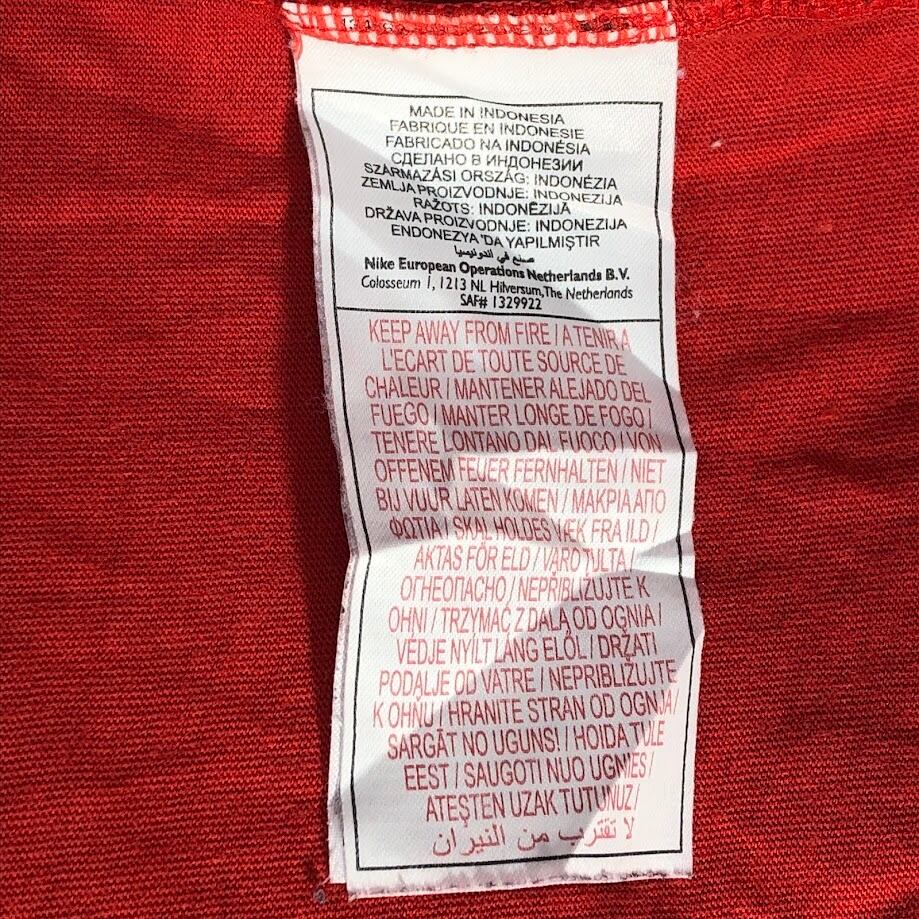 MADE IN INDONESIA
FABRIQUE EN INDONESIE
FABRICADO NA INDONÉSIA
СДЕЛАНО В ИНДОНЕЗИИ
SZÁRMAZÁSI ORSZÁG: INDONÉZIA
ZEMLJA PROIZVODNJE: INDONEZIJA
RAŽOTS: INDONĒZIJĀ
DRŽAVA PROIZVODNJE: INDONEZIJA
ENDONEZYA 'DA YAPILMIŞTIR
صنع في اندونيسيا
Nike European Operations Netherlands B.V.
Colosseum 1, 1213 NL Hilversum, The Netherlands
SAF# 1329922
KEEP AWAY FROM FIRE / A TENIR A
L'ECART DE TOUTE SOURCE DE
CHALEUR / MANTENER ALEJADO DEL
FUEGO / MANTER LONGE DE FOGO /
TENERE LONTANO DAL FUOCO / VON
OFFENEM FEUER FERNHALTEN / NIET
BIJ VUUR LATEN KOMEN / ΜΑΚΡΙΑ ΑΠΟ
ΦΩΤΙΑ / SKAL HOLDES VÆK FRA ILD /
AKTAS FÖR ELD / VARO TULTA /
ОГНЕОПАСНО / NEPŘIBLIŽUJTE K
OHNI / TRZYMAĆ Z DALA OD OGNIA /
VÉDJE NYÍLT LÁNG ELŐL! / DRŽATI
PODALJE OD VATRE / NEPRIBLIŽUJTE
K OHŇU / HRANITE STRAN OD OGNJA/
SARGĀT NO UGUNS! / HOIDA TULE
EEST / SAUGOTI NUO UGNIES /
ATEŞTEN UZAK TUTUNUZ /
لا تقترب من النيران